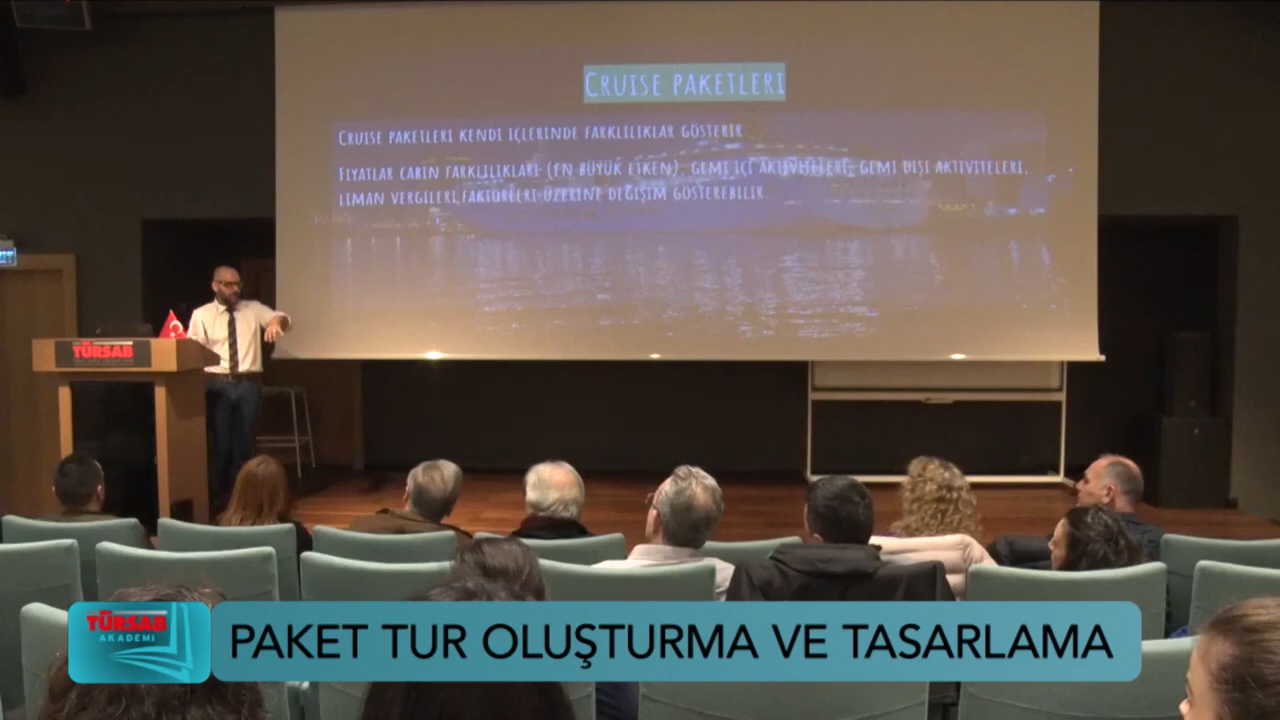 CRUISE PAKETLERI
CRUISE PAKETLERI KENDI IÇLERINDE FARKLILIKLAR GÖSTERIR
FIYATLAR CABIN FARKLILIKLARI (EN BÜYÜK ETKEN), GEMI IÇI AKTIVITELERI, GEMI DIŞI AKTIVITELERI,
LIMAN VERGILERI,FAKTÖRLERI ÜZERINE DEĞIŞIM GÖSTEREBILIR
TÜRSAB
TÜRSAB
AKADEMİ
PAKET TUR OLUŞTURMA VE TASARLAMA